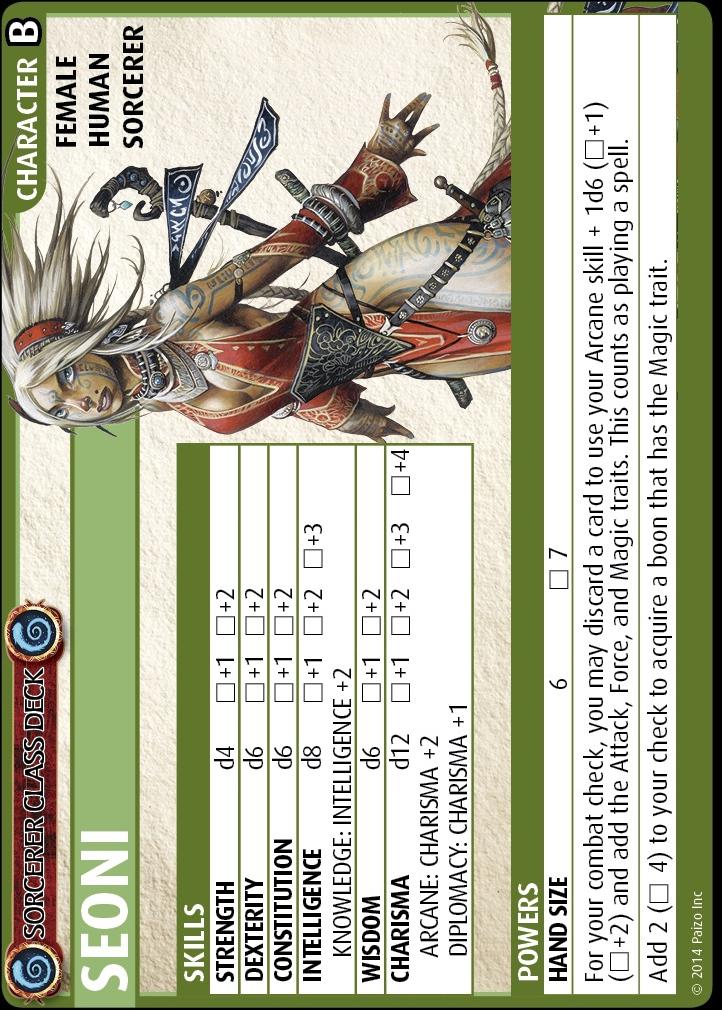 SORCERER CLASS DECK
CHARACTER B
SEONI
FEMALE
HUMAN
SORCERER
SKILLS
STRENGTH d4 □+1 □+2
DEXTERITY d6 □+1 □+2
CONSTITUTION d6 □+1 □+2
INTELLIGENCE d8 □+1 □+2 □+3
KNOWLEDGE: INTELLIGENCE +2
WISDOM d6 □+1 □+2
CHARISMA d12 □+1 □+2 □+3 □+4
ARCANE: CHARISMA +2
DIPLOMACY: CHARISMA +1
POWERS
HAND SIZE 6 □ 7
For your combat check, you may discard a card to use your Arcane skill + 1d6 (□+1)
(□+2) and add the Attack, Force, and Magic traits. This counts as playing a spell.
Add 2 (□ 4) to your check to acquire a boon that has the Magic trait.
© 2014 Paizo Inc